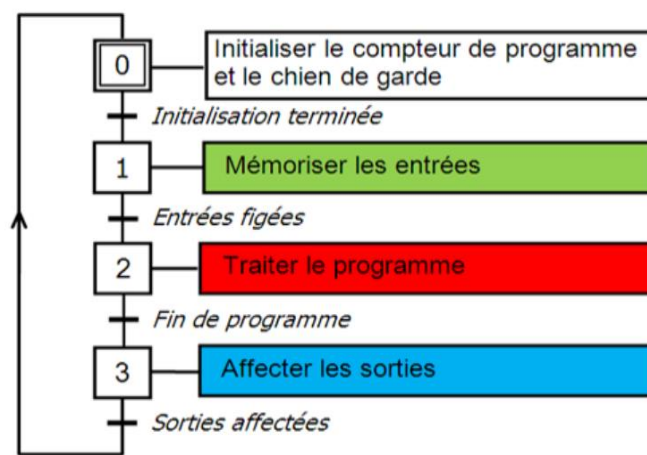 0
Initialiser le compteur de programme
et le chien de garde
Initialisation terminée
1
Mémoriser les entrées
Entrées figées
2
Traiter le programme
Fin de programme
3
Affecter les sorties
Sorties affectées